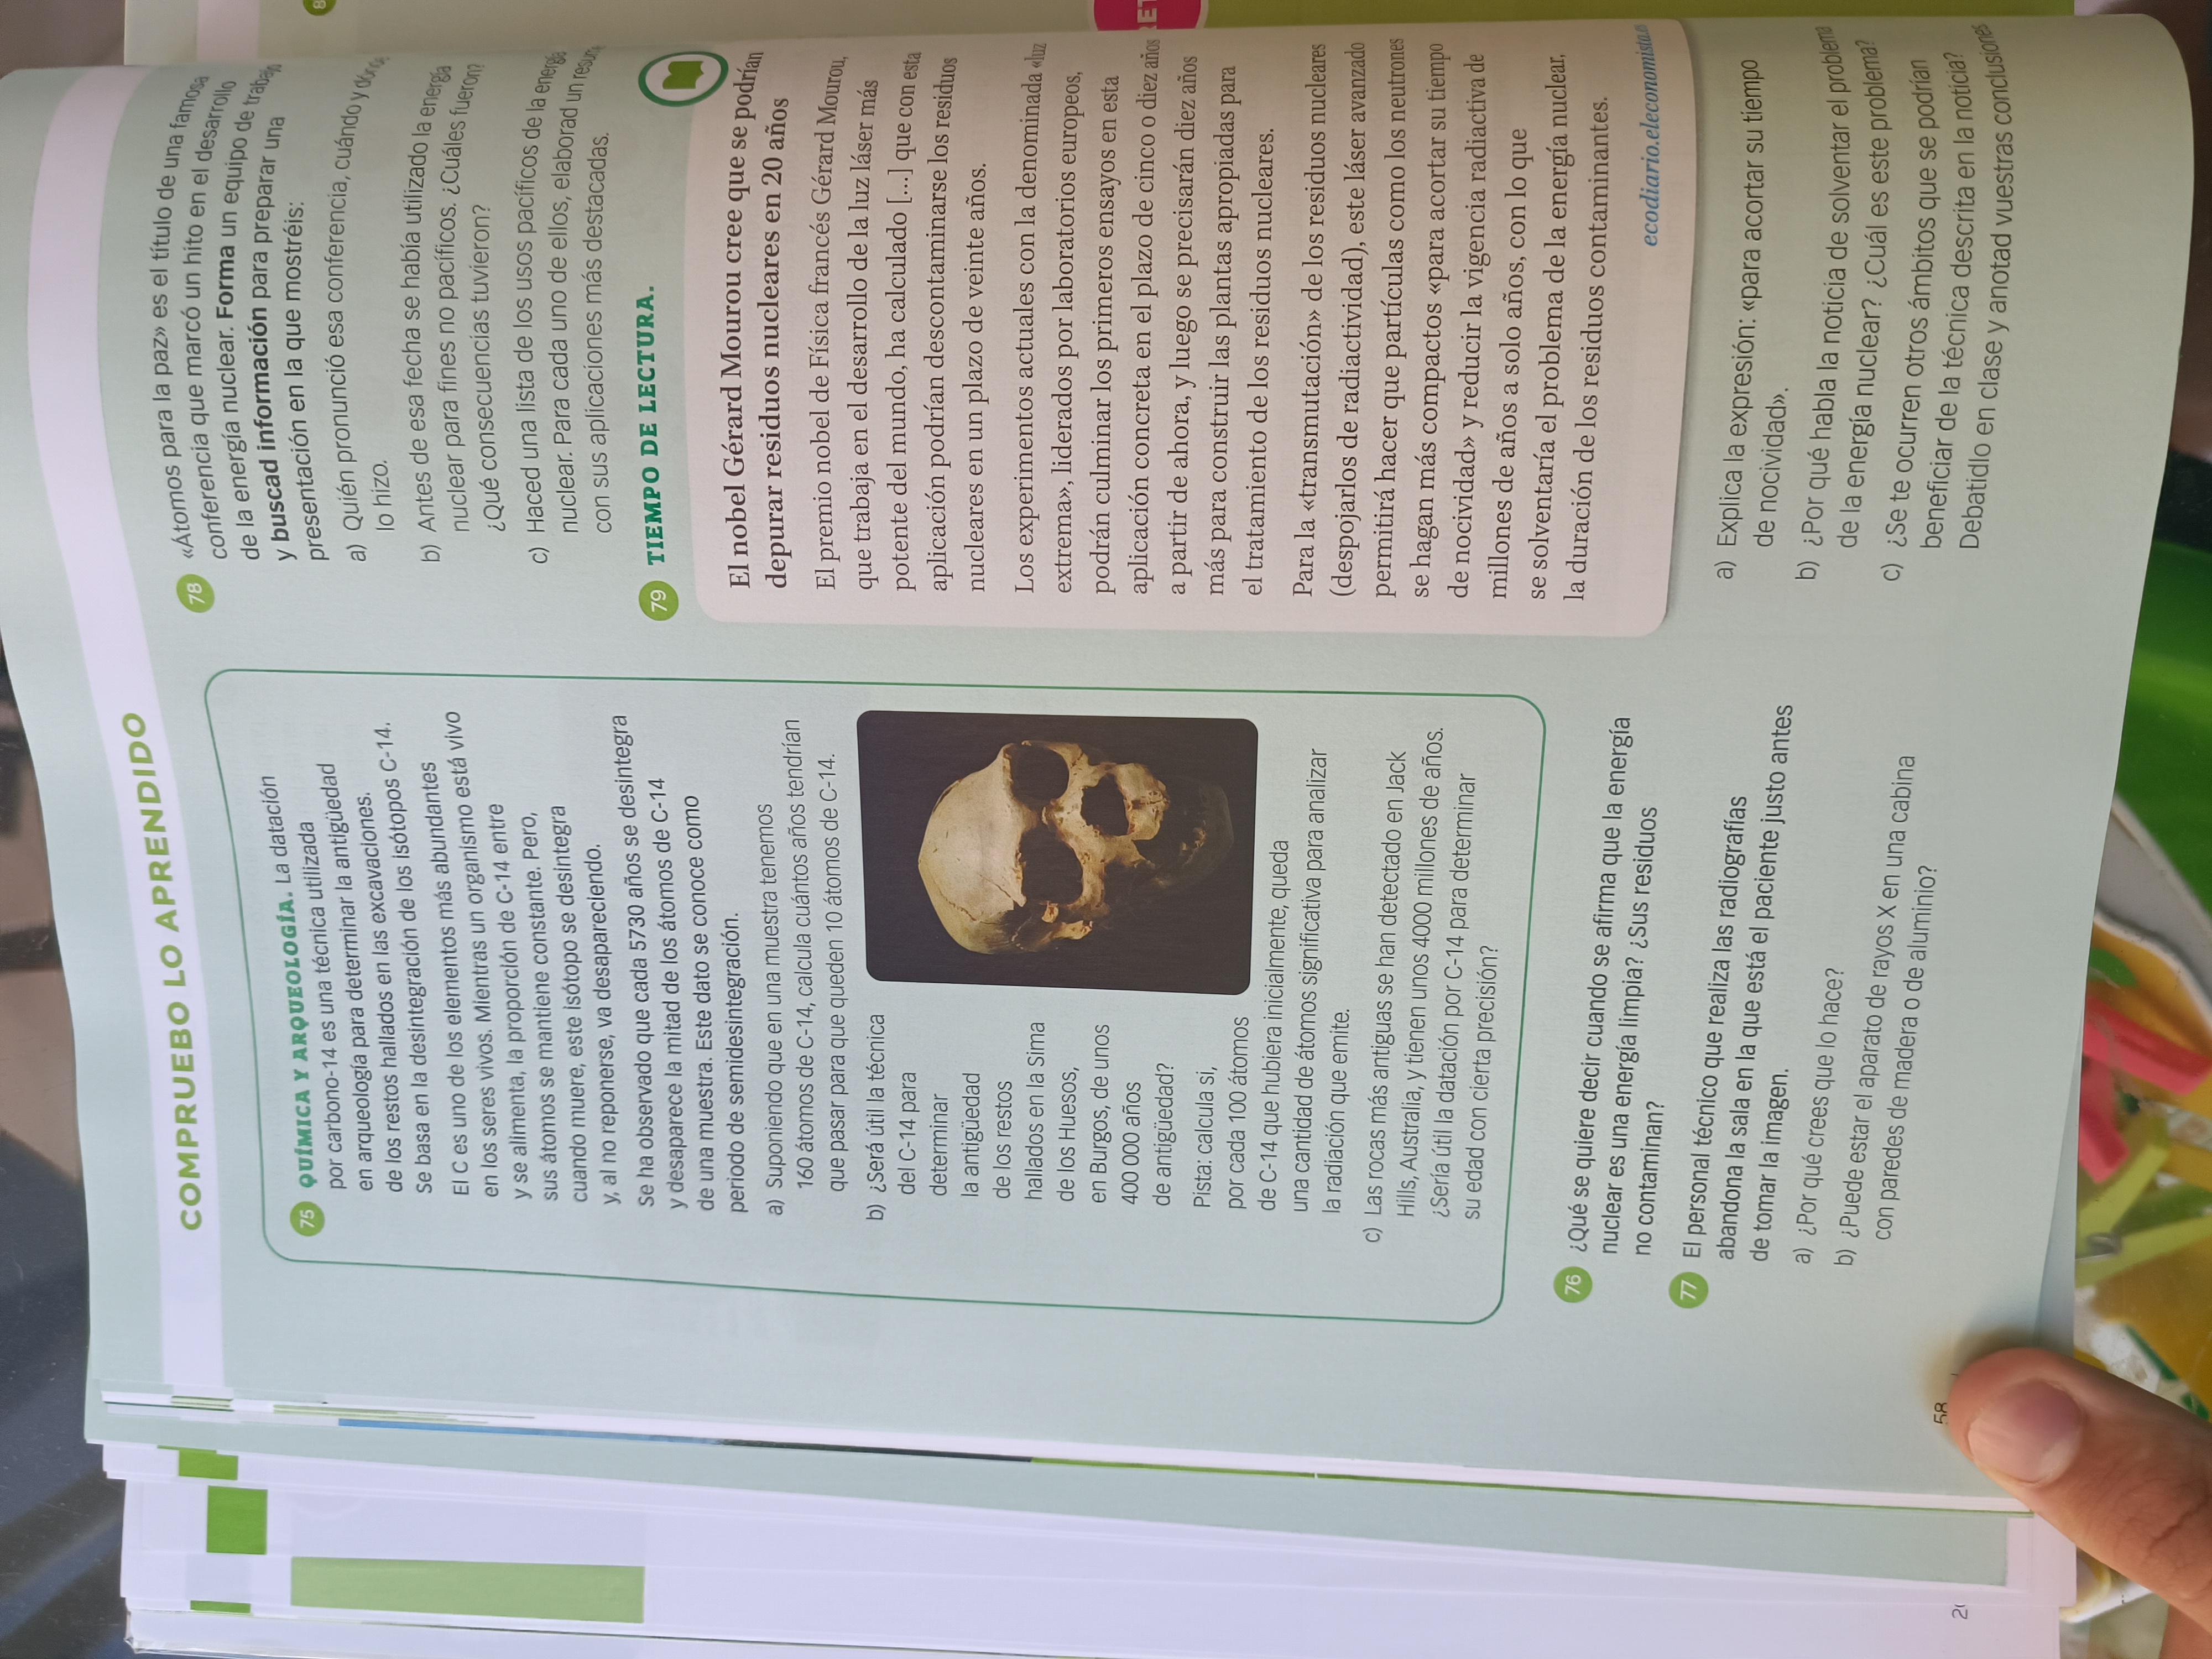 COMPRUEBO LO APRENDIDO
75 QUÍMICA Y ARQUEOLOGÍA. La datación
por carbono-14 es una técnica utilizada
en arqueología para determinar la antigüedad
de los restos hallados en las excavaciones.
Se basa en la desintegración de los isótopos C-14.
El C es uno de los elementos más abundantes
en los seres vivos. Mientras un organismo está vivo
y se alimenta, la proporción de C-14 entre
sus átomos se mantiene constante. Pero,
cuando muere, este isótopo se desintegra
y, al no reponerse, va desapareciendo.
Se ha observado que cada 5730 años se desintegra
y desaparece la mitad de los átomos de C-14
de una muestra. Este dato se conoce como
periodo de semidesintegración.
a) Suponiendo que en una muestra tenemos
160 átomos de C-14, calcula cuántos años tendrían
que pasar para que queden 10 átomos de C-14.
b) ¿Será útil la técnica
del C-14 para
determinar
la antigüedad
de los restos
hallados en la Sima
de los Huesos,
en Burgos, de unos
400 000 años
de antigüedad?
Pista: calcula si,
por cada 100 átomos
de C-14 que hubiera inicialmente, queda
una cantidad de átomos significativa para analizar
la radiación que emite.
c) Las rocas más antiguas se han detectado en Jack
Hills, Australia, y tienen unos 4000 millones de años.
¿Sería útil la datación por C-14 para determinar
su edad con cierta precisión?
76 ¿Qué se quiere decir cuando se afirma que la energía
nuclear es una energía limpia? ¿Sus residuos
no contaminan?
77 El personal técnico que realiza las radiografías
abandona la sala en la que está el paciente justo antes
de tomar la imagen.
a) ¿Por qué crees que lo hace?
b) ¿Puede estar el aparato de rayos X en una cabina
con paredes de madera o de aluminio?
58
78 «Átomos para la paz» es el título de una famosa
conferencia que marcó un hito en el desarrollo
de la energía nuclear. Forma un equipo de trabajo
y buscad información para preparar una
presentación en la que mostréis:
a) Quién pronunció esa conferencia, cuándo y dónde
lo hizo.
b) Antes de esa fecha se había utilizado la energía
nuclear para fines no pacíficos. ¿Cuáles fueron?
¿Qué consecuencias tuvieron?
c) Haced una lista de los usos pacíficos de la energía
nuclear. Para cada uno de ellos, elaborad un
con sus aplicaciones más destacadas.
79 TIEMPO DE LECTURA.
El nobel Gérard Mourou cree que se podrían
depurar residuos nucleares en 20 años
El premio nobel de Física francés Gérard Mourou,
que trabaja en el desarrollo de la luz láser más
potente del mundo, ha calculado [...] que con esta
aplicación podrían descontaminarse los residuos
nucleares en un plazo de veinte años.
Los experimentos actuales con la denominada «luz
extrema», liderados por laboratorios europeos,
podrán culminar los primeros ensayos en esta
aplicación concreta en el plazo de cinco o diez años
a partir de ahora, y luego se precisarán diez años
más para construir las plantas apropiadas para
el tratamiento de los residuos nucleares.
Para la «transmutación» de los residuos nucleares
(despojarlos de radiactividad), este láser avanzado
permitirá hacer que partículas como los neutrones
se hagan más compactos «para acortar su tiempo
de nocividad» y reducir la vigencia radiactiva de
millones de años a solo años, con lo que
se solventaría el problema de la energía nuclear,
la duración de los residuos contaminantes.
a) Explica la expresión: «para acortar su tiempo
de nocividad».
b) ¿Por qué habla la noticia de solventar el problema
de la energía nuclear? ¿Cuál es este problema?
c) ¿Se te ocurren otros ámbitos que se podrían
beneficiar de la técnica descrita en la noticia?
Debatidlo en clase y anotad vuestras conclusiones